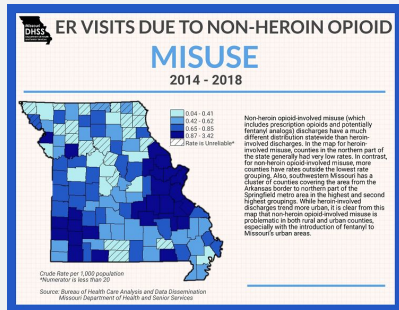 Missouri
DHSS
ER VISITS DUE TO NON-HEROIN OPIOID
MISUSE
2014 - 2018
0.04 - 0.41
0.42 - 0.62
0.65 - 0.85
0.87 - 3.42
Rate is Unreliable*
Non-heroin opioid-involved misuse (which
includes prescription opioids and potentially
fentanyl analogs) discharges have a much
different distribution statewide than heroin-
involved discharges. In the map for heroin-
involved misuse, counties in the northern part of
the state generally had very low rates. In contrast,
for non-heroin opioid-involved misuse, more
counties have rates outside the lowest rate
grouping. Also, southwestern Missouri has a
cluster of counties covering the area from the
Arkansas border to northern part of the
Springfield metro area in the highest and second
highest groupings. While heroin-involved
discharges trend more urban, it is clear from this
map that non-heroin opioid-involved misuse is
problematic in both rural and urban counties,
especially with the introduction of fentanyl to
Missouri's urban areas.
Crude Rate per 1,000 population
*Numerator is less than 20
Source: Bureau of Health Care Analysis and Data Dissemination
Missouri Department of Health and Senior Services